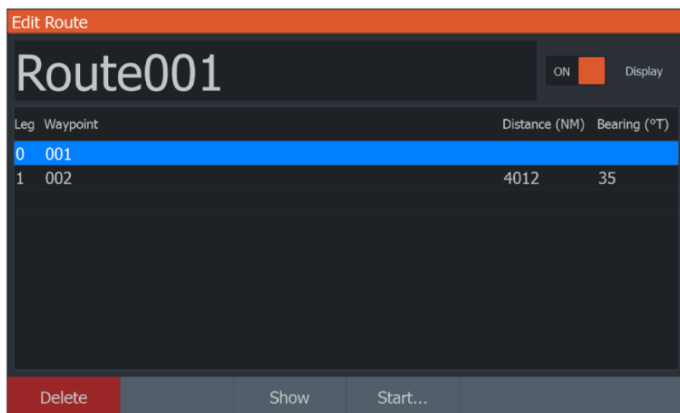 Edit Route
Route001 ON Display
Leg Waypoint Distance (NM) Bearing (°T)
0 001
1 002 4012 35
Delete Show Start...